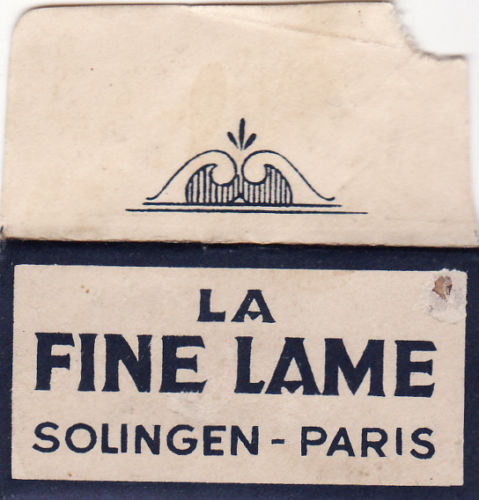 LA
FINE LAME
SOLINGEN - PARIS